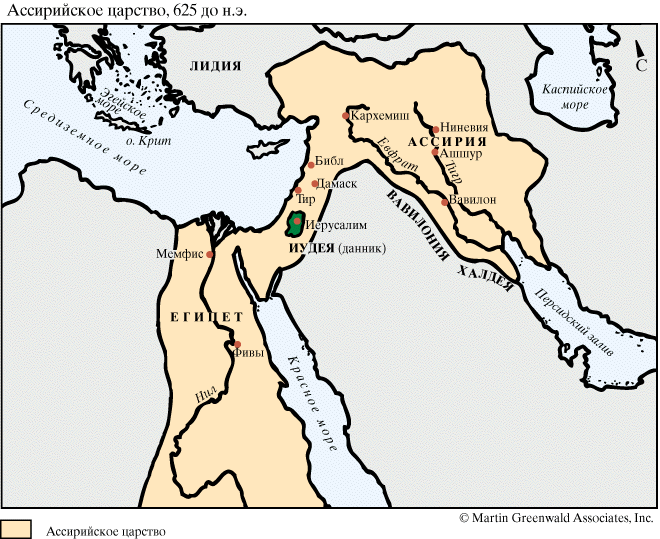 Ассирийское царство, 625 до н.э.
ЛИДИЯ
С
Каспийское
море
Эгейское
море
Средиземное море
о. Крит
Кархемиш
Ниневия
АССИРИЯ
Ашшур
Евфрат
Тигр
Библ
Дамаск
Тир
Вавилон
Иерусалим
ВАВИЛОНИЯ
ИУДЕЯ (данник)
ХАЛДЕЯ
Мемфис
Персидский залив
ЕГИПЕТ
Фивы
Красное море
Нил
© Martin Greenwald Associates, Inc.
Ассирийское царство